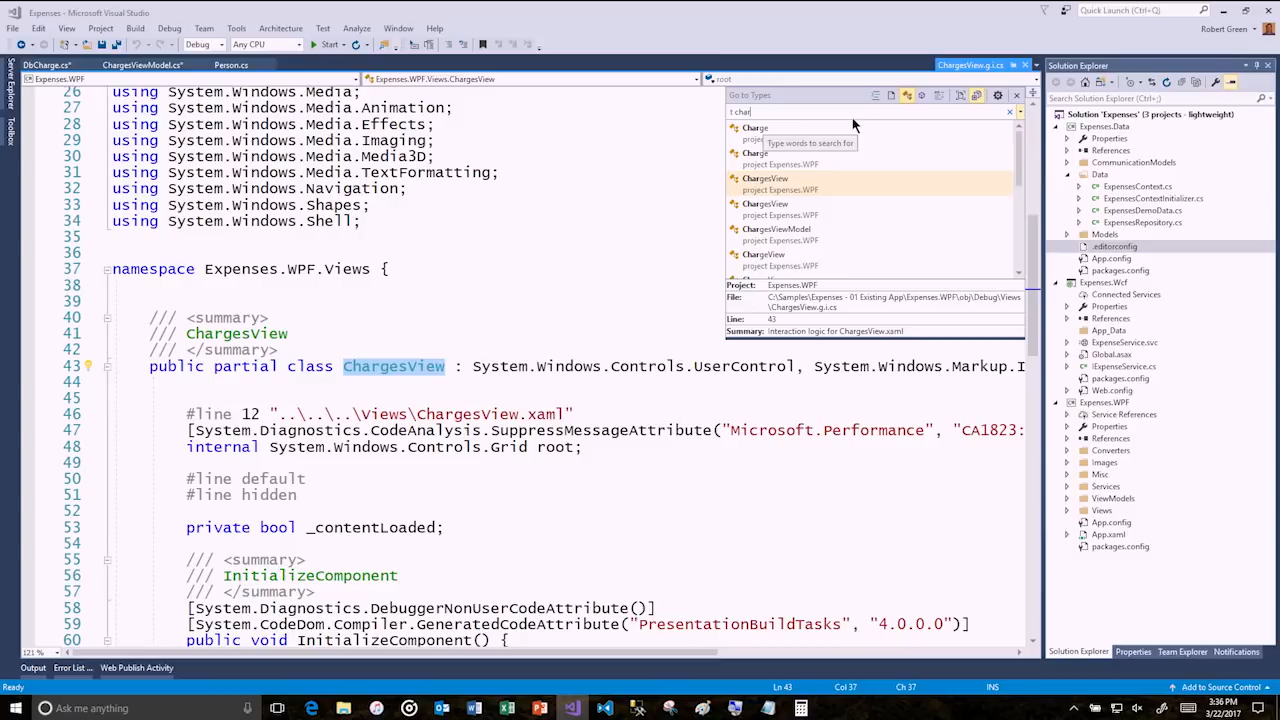 Expenses - Microsoft Visual Studio
Quick Launch (Ctrl+Q)
File Edit View Project Build Debug Team Tools Architecture Test Analyze Window Help
Robert Green
Debug Any CPU Start
DbCharge.cs* ChargesViewModel.cs* Person.cs ChargesView.g.i.cs
Expenses.WPF Expenses.WPF.Views.ChargesView root
Server Explorer
Toolbox
26 using System.Windows.Media;
27 using System.Windows.Media.Animation;
28 using System.Windows.Media.Effects;
29 using System.Windows.Media.Imaging;
30 using System.Windows.Media.Media3D;
31 using System.Windows.Media.TextFormatting;
32 using System.Windows.Navigation;
33 using System.Windows.Shapes;
34 using System.Windows.Shell;
35
36
37 namespace Expenses.WPF.Views {
38
39
40 /// <summary>
41 /// ChargesView
42 /// </summary>
43 public partial class ChargesView : System.Windows.Controls.UserControl, System.Windows.Markup.I
44
45
46 #line 12 "..\..\..\Views\ChargesView.xaml"
47 [System.Diagnostics.CodeAnalysis.SuppressMessageAttribute("Microsoft.Performance", "CA1823:
48 internal System.Windows.Controls.Grid root;
49
50 #line default
51 #line hidden
52
53 private bool _contentLoaded;
54
55 /// <summary>
56 /// InitializeComponent
57 /// </summary>
58 [System.Diagnostics.DebuggerNonUserCodeAttribute()]
59 [System.CodeDom.Compiler.GeneratedCodeAttribute("PresentationBuildTasks", "4.0.0.0")]
60 public void InitializeComponent() {
Go to Types
t char
Charge
Type words to search for
Charge
project Expenses.WPF
ChargesView
project Expenses.WPF
ChargesView
project Expenses.WPF
ChargesViewModel
project Expenses.WPF
ChargeView
project Expenses.WPF
Project: Expenses.WPF
File: C:\Samples\Expenses - 01 Existing App\Expenses.WPF\obj\Debug\Views
\ChargesView.g.i.cs
Line: 43
Summary: Interaction logic for ChargesView.xaml
Solution Explorer
Search Solution Explorer (Ctrl+;)
Solution 'Expenses' (3 projects - lightweight)
Expenses.Data
Properties
References
CommunicationModels
Data
ExpensesContext.cs
ExpensesContextInitializer.cs
ExpensesDemoData.cs
ExpensesRepository.cs
Models
.editorconfig
App.config
packages.config
Expenses.Wcf
Connected Services
Properties
References
App_Data
ExpenseService.svc
Global.asax
IExpenseService.cs
packages.config
Web.config
Expenses.WPF
Service References
Properties
References
Converters
Images
Misc
Services
ViewModels
Views
App.config
App.xaml
packages.config
121 %
Solution Explorer Properties Team Explorer Notifications
Output Error List ... Web Publish Activity
Ready Ln 43 Col 37 Ch 37 INS Add to Source Control
Ask me anything
3:36 PM
3/22/2017